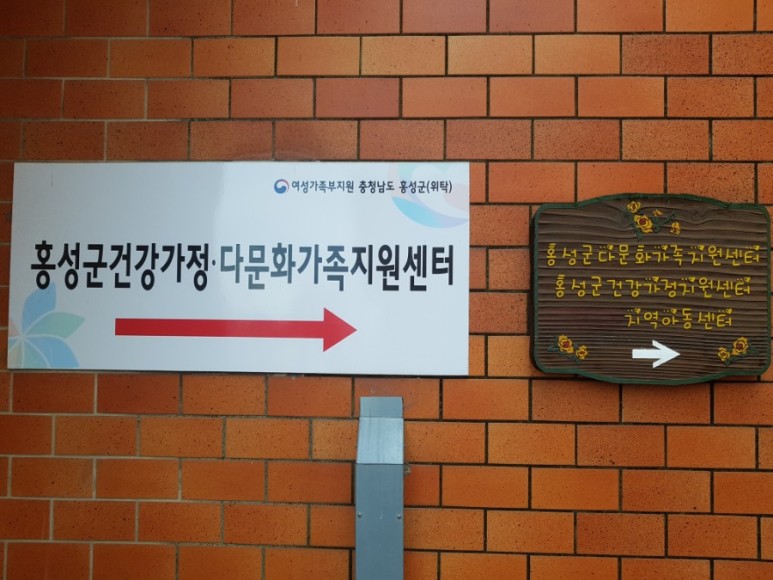 여성가족부지원 충청남도 홍성군(위탁)
홍성군건강가정·다문화가족지원센터
홍성군다문화가족지원센터
홍성군건강가정지원센터
지역아동센터